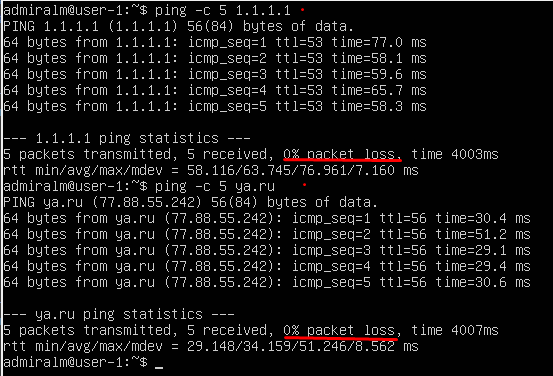 admiralm@user-1:~$ ping -c 5 1.1.1.1
PING 1.1.1.1 (1.1.1.1) 56(84) bytes of data.
64 bytes from 1.1.1.1: icmp_seq=1 ttl=53 time=77.0 ms
64 bytes from 1.1.1.1: icmp_seq=2 ttl=53 time=58.1 ms
64 bytes from 1.1.1.1: icmp_seq=3 ttl=53 time=59.6 ms
64 bytes from 1.1.1.1: icmp_seq=4 ttl=53 time=65.7 ms
64 bytes from 1.1.1.1: icmp_seq=5 ttl=53 time=58.3 ms
--- 1.1.1.1 ping statistics ---
5 packets transmitted, 5 received, 0% packet loss, time 4003ms
rtt min/avg/max/mdev = 58.116/63.745/76.961/7.160 ms
admiralm@user-1:~$ ping -c 5 ya.ru
PING ya.ru (77.88.55.242) 56(84) bytes of data.
64 bytes from ya.ru (77.88.55.242): icmp_seq=1 ttl=56 time=30.4 ms
64 bytes from ya.ru (77.88.55.242): icmp_seq=2 ttl=56 time=51.2 ms
64 bytes from ya.ru (77.88.55.242): icmp_seq=3 ttl=56 time=29.1 ms
64 bytes from ya.ru (77.88.55.242): icmp_seq=4 ttl=56 time=29.4 ms
64 bytes from ya.ru (77.88.55.242): icmp_seq=5 ttl=56 time=30.6 ms
--- ya.ru ping statistics ---
5 packets transmitted, 5 received, 0% packet loss, time 4007ms
rtt min/avg/max/mdev = 29.148/34.159/51.246/8.562 ms
admiralm@user-1:~$ _